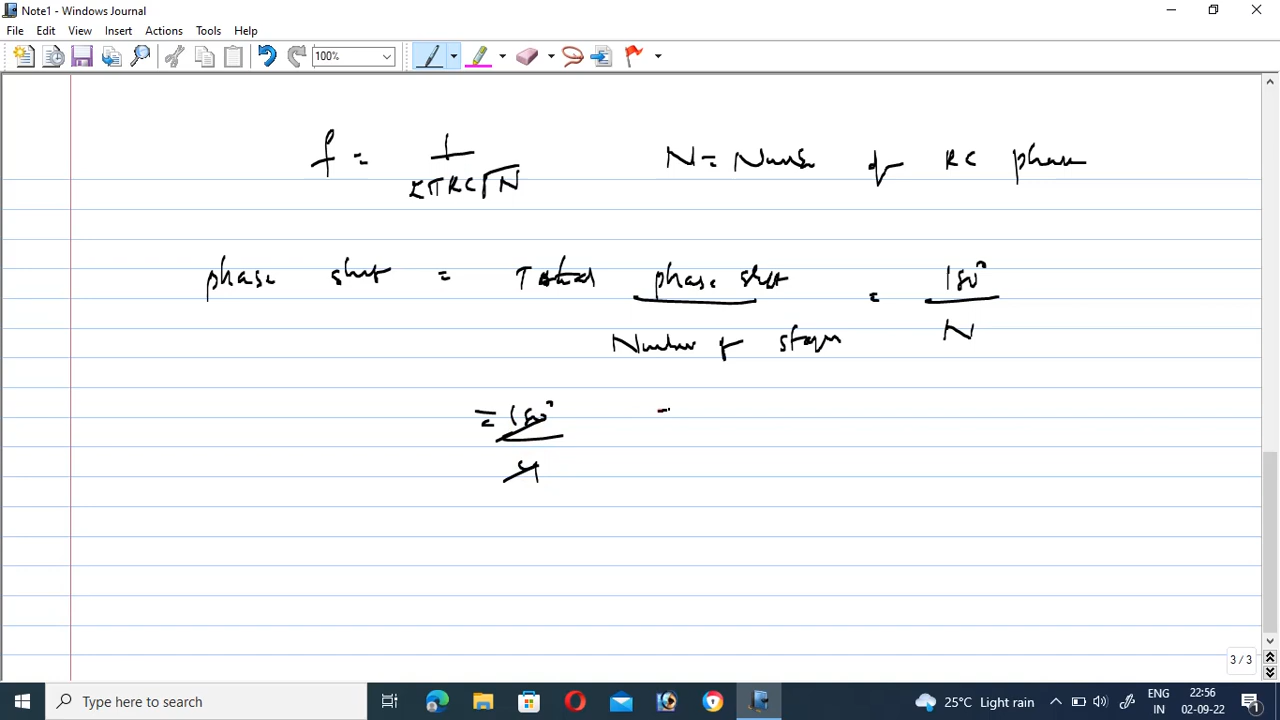 Note1 - Windows Journal
File Edit View Insert Actions Tools Help
100%
f = 1 / 2πRC√N N = Number of RC phase
phase shift = Total phase shift / Number of stages = 180° / N
= 180° / 4 =
3 / 3
Type here to search
25°C Light rain
ENG
IN
22:56
02-09-22
1